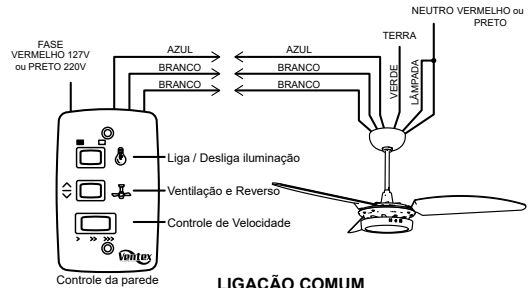 NEUTRO VERMELHO ou
PRETO
FASE
VERMELHO 127V
ou PRETO 220V
TERRA
AZUL
AZUL
BRANCO
BRANCO
BRANCO
BRANCO
VERDE
LÂMPADA
Liga / Desliga iluminação
Ventilação e Reverso
Controle de Velocidade
> >> >>>
Ventex
Controle da parede
LIGAÇÃO COMUM